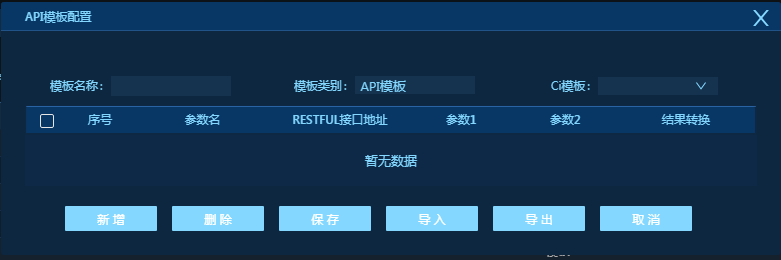 API模板配置 X
模板名称: 模板类别: API模板 Ci模板:
序号 参数名 RESTFUL接口地址 参数1 参数2 结果转换
暂无数据
新增 删除 保存 导入 导出 取消